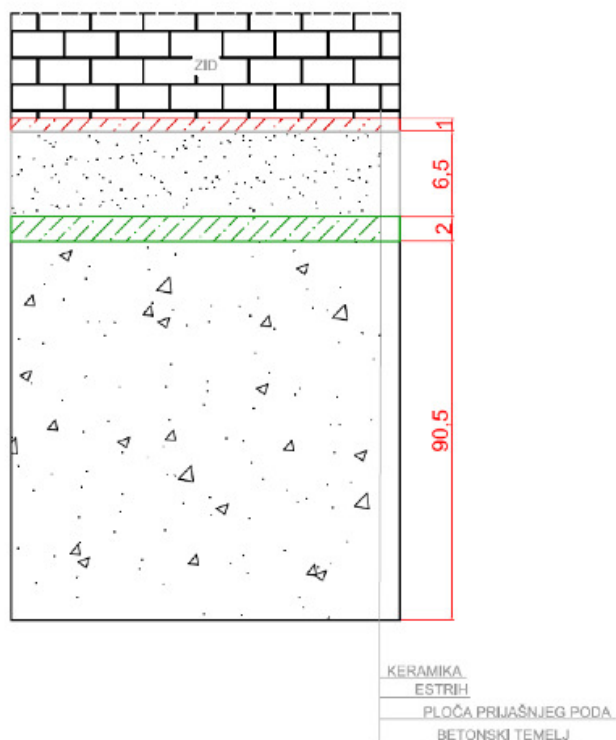 ZID
1
6,5
2
90,5
KERAMIKA
ESTRIH
PLOČA PRIJAŠNJEG PODA
BETONSKI TEMELJ